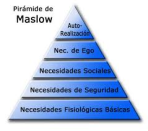 Pirámide de
Maslow
Auto-
Realización
Nec. de Ego
Necesidades Sociales
Necesidades de Seguridad
Necesidades Fisiológicas Básicas